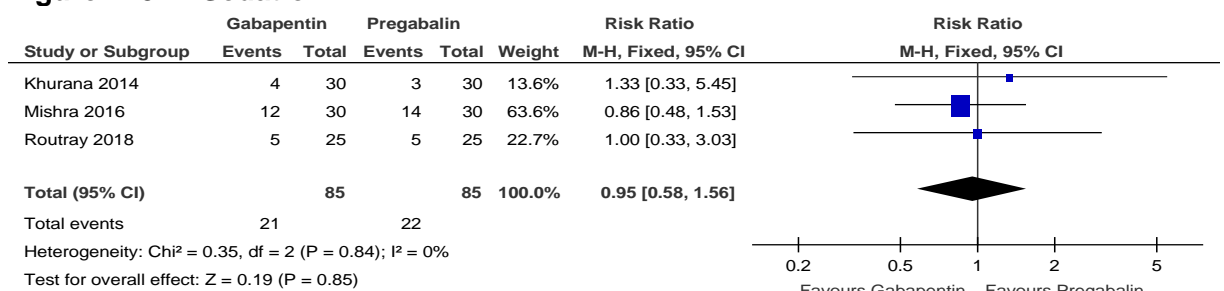 Gabapentin Pregabalin Risk Ratio Risk Ratio
Study or Subgroup Events Total Events Total Weight M-H, Fixed, 95% CI M-H, Fixed, 95% CI
Khurana 2014 4 30 3 30 13.6% 1.33 [0.33, 5.45]
Mishra 2016 12 30 14 30 63.6% 0.86 [0.48, 1.53]
Routray 2018 5 25 5 25 22.7% 1.00 [0.33, 3.03]
Total (95% CI) 85 85 100.0% 0.95 [0.58, 1.56]
Total events 21 22
Heterogeneity: Chi² = 0.35, df = 2 (P = 0.84); I² = 0%
Test for overall effect: Z = 0.19 (P = 0.85)
0.2 0.5 1 2 5
Favours Gabapentin Favours Pregabalin